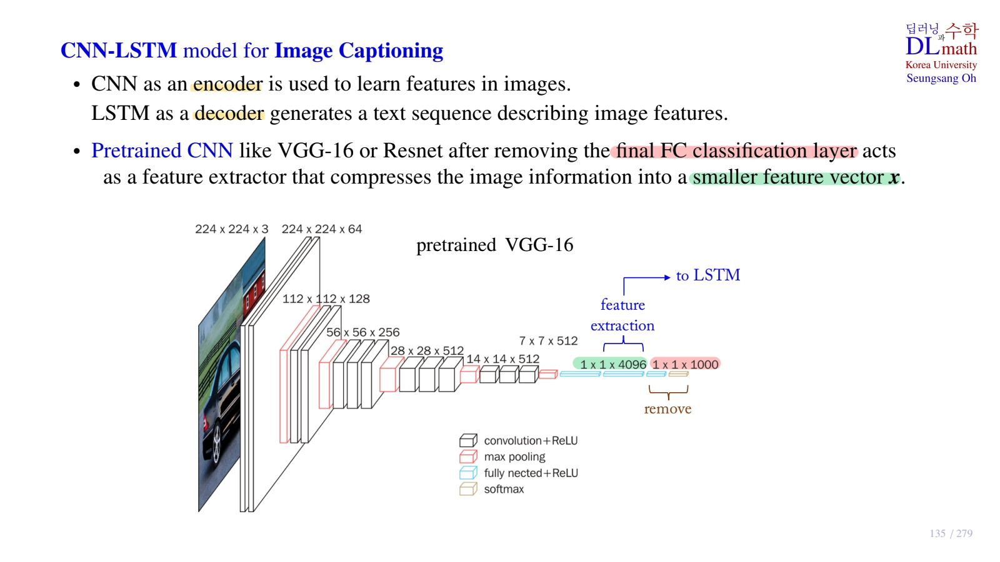 딥러닝
과
수학
DLmath
Korea University
Seungsang Oh
CNN-LSTM model for Image Captioning
• CNN as an encoder is used to learn features in images.
LSTM as a decoder generates a text sequence describing image features.
• Pretrained CNN like VGG-16 or Resnet after removing the final FC classification layer acts
as a feature extractor that compresses the image information into a smaller feature vector x.
224 x 224 x 3
224 x 224 x 64
pretrained VGG-16
to LSTM
112 x 112 x 128
feature
extraction
56 x 56 x 256
7 x 7 x 512
28 x 28 x 512
14 x 14 x 512
1 x 1 x 4096
1 x 1 x 1000
remove
convolution+ReLU
max pooling
fully nected+ReLU
softmax
135 / 279